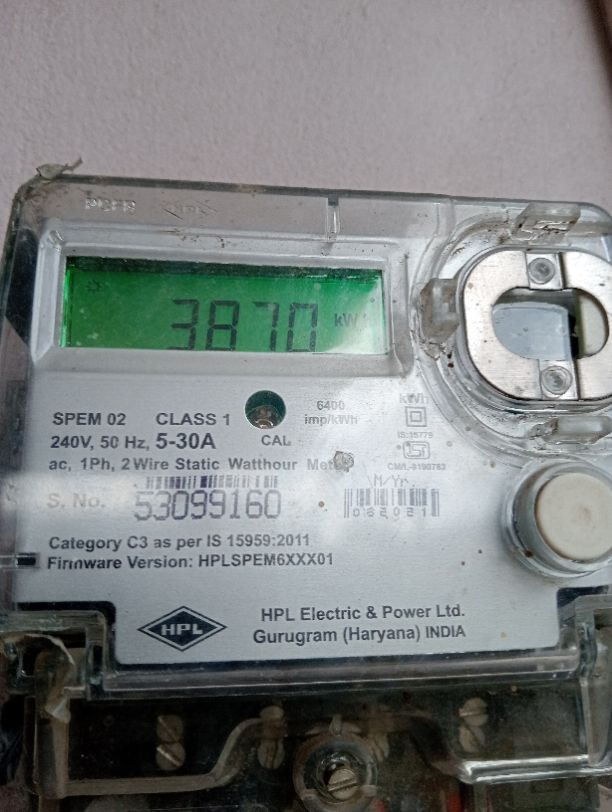 3870 kWh
SPEM 02 CLASS 1
240V, 50 Hz, 5-30A
CAL
6400
imp/kWh
kWh
IS:15779
ac, 1Ph, 2 Wire Static Watthour Meter
S. No. 53099160
M/Yr.
Category C3 as per IS 15959:2011
Firmware Version: HPLSPEM6XXX01
HPL
HPL Electric & Power Ltd.
Gurugram (Haryana) INDIA